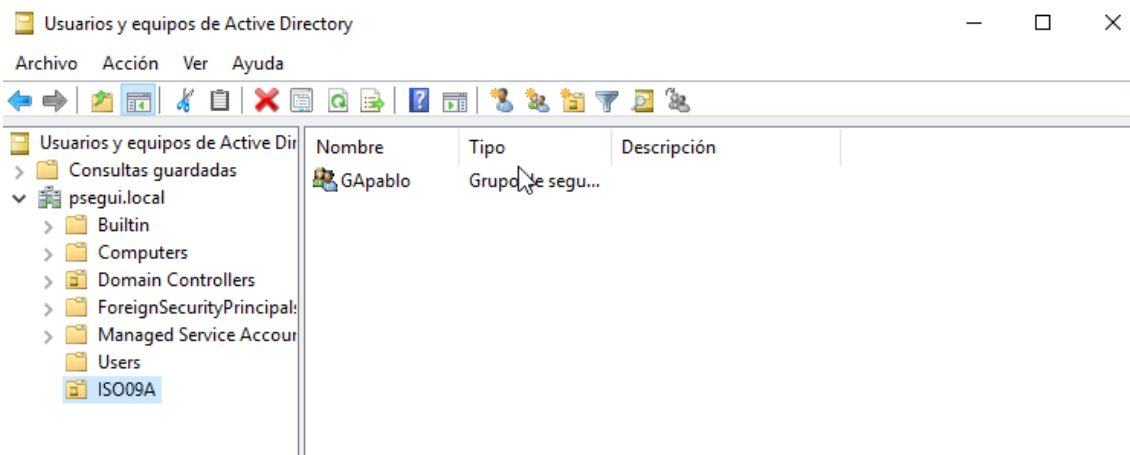 Usuarios y equipos de Active Directory
Archivo Acción Ver Ayuda
Usuarios y equipos de Active Dir
Consultas guardadas
psegui.local
Builtin
Computers
Domain Controllers
ForeignSecurityPrincipals
Managed Service Accour
Users
ISO09A
Nombre Tipo Descripción
GApablo Grupo de segu...